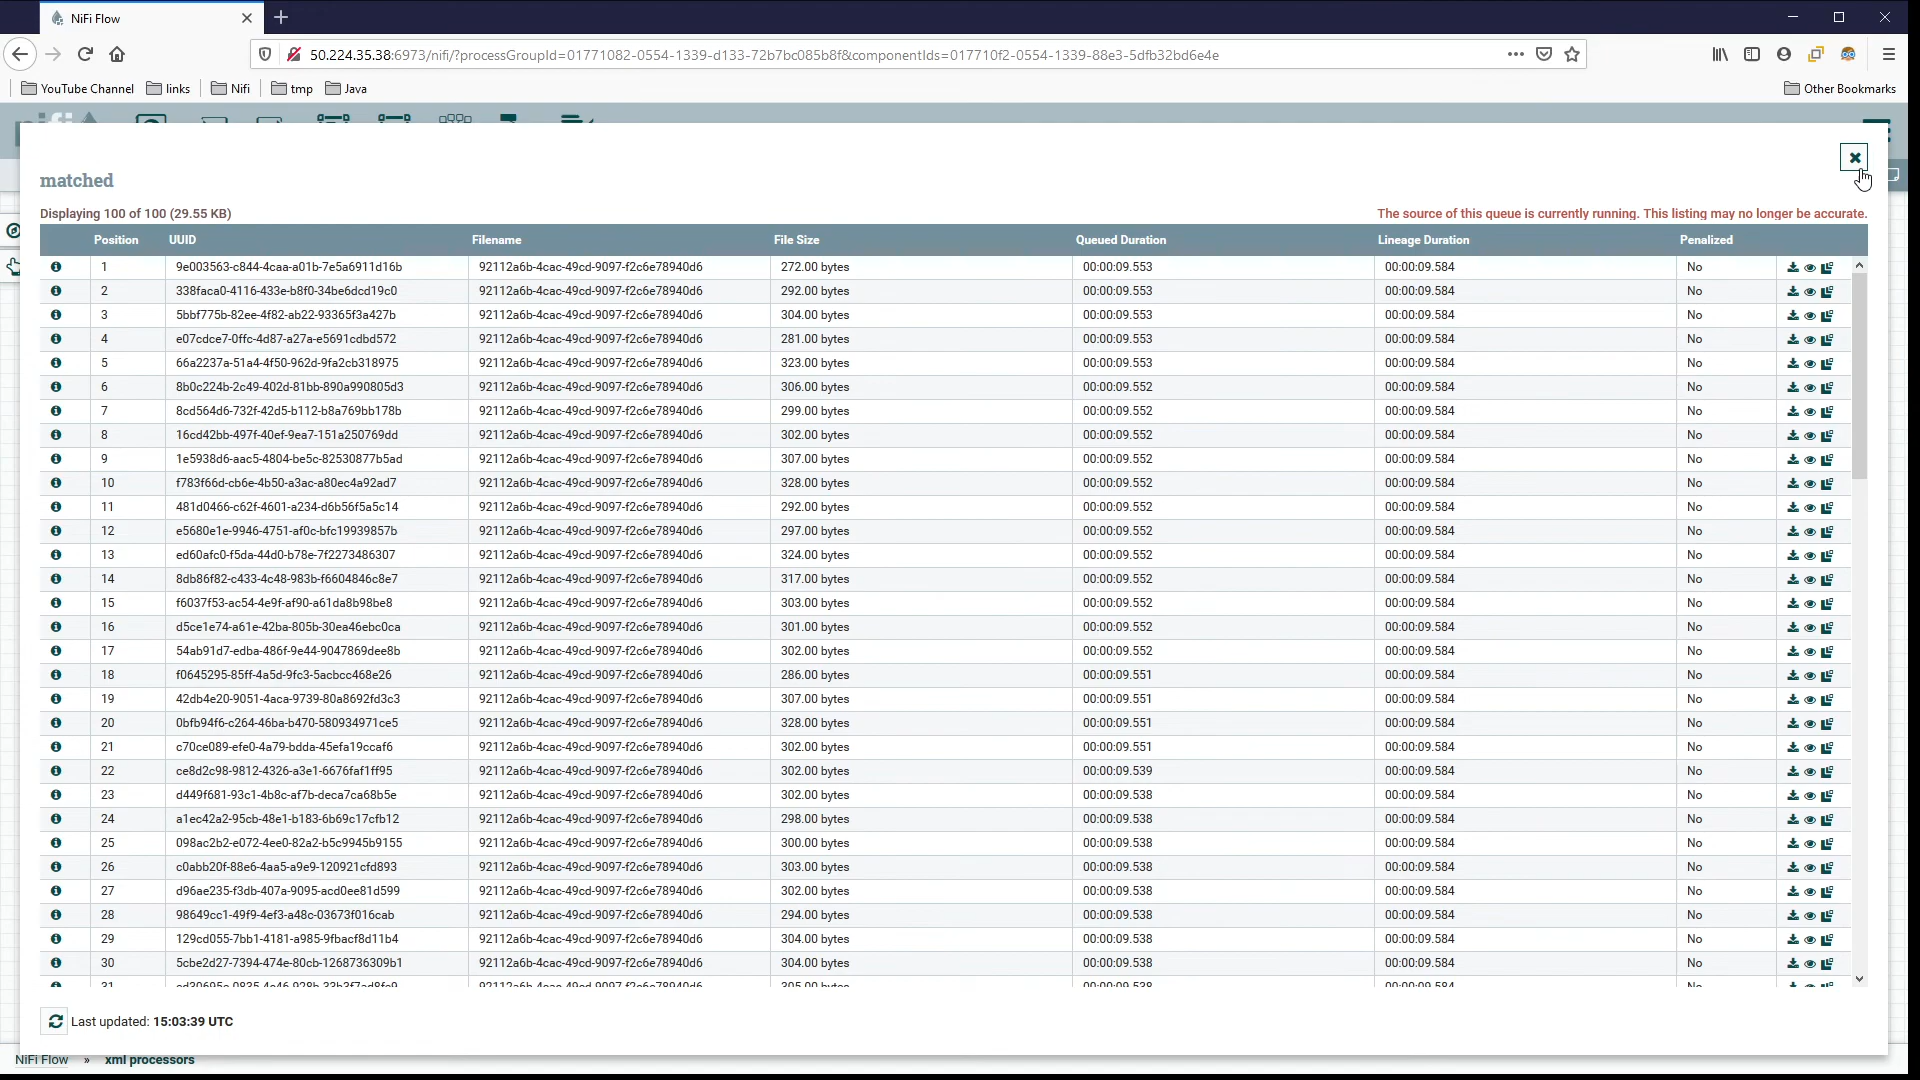 NiFi Flow
50.224.35.38:6973/nifi/?processGroupId=01771082-0554-1339-d133-72b7bc085b8f&componentIds=017710f2-0554-1339-88e3-5dfb32bd6e4e
YouTube Channel links Nifi tmp Java Other Bookmarks
matched
Displaying 100 of 100 (29.55 KB) The source of this queue is currently running. This listing may no longer be accurate.
Position UUID Filename File Size Queued Duration Lineage Duration Penalized
1 9e003563-c844-4caa-a01b-7e5a6911d16b 92112a6b-4cac-49cd-9097-f2c6e78940d6 272.00 bytes 00:00:09.553 00:00:09.584 No
2 338faca0-4116-433e-b8f0-34be6dcd19c0 92112a6b-4cac-49cd-9097-f2c6e78940d6 292.00 bytes 00:00:09.553 00:00:09.584 No
3 5bbf775b-82ee-4f82-ab22-93365f3a427b 92112a6b-4cac-49cd-9097-f2c6e78940d6 304.00 bytes 00:00:09.553 00:00:09.584 No
4 e07cdce7-0ffc-4d87-a27a-e5691cdbd572 92112a6b-4cac-49cd-9097-f2c6e78940d6 281.00 bytes 00:00:09.553 00:00:09.584 No
5 66a2237a-51a4-4f50-962d-9fa2cb318975 92112a6b-4cac-49cd-9097-f2c6e78940d6 323.00 bytes 00:00:09.553 00:00:09.584 No
6 8b0c224b-2c49-402d-81bb-890a990805d3 92112a6b-4cac-49cd-9097-f2c6e78940d6 306.00 bytes 00:00:09.552 00:00:09.584 No
7 8cd564d6-732f-42d5-b112-b8a769bb178b 92112a6b-4cac-49cd-9097-f2c6e78940d6 299.00 bytes 00:00:09.552 00:00:09.584 No
8 16cd42bb-497f-40ef-9ea7-151a250769dd 92112a6b-4cac-49cd-9097-f2c6e78940d6 302.00 bytes 00:00:09.552 00:00:09.584 No
9 1e5938d6-aac5-4804-be5c-82530877b5ad 92112a6b-4cac-49cd-9097-f2c6e78940d6 307.00 bytes 00:00:09.552 00:00:09.584 No
10 f783f66d-cb6e-4b50-a3ac-a80ec4a92ad7 92112a6b-4cac-49cd-9097-f2c6e78940d6 328.00 bytes 00:00:09.552 00:00:09.584 No
11 481d0466-c62f-4601-a234-d6b56f5a5c14 92112a6b-4cac-49cd-9097-f2c6e78940d6 292.00 bytes 00:00:09.552 00:00:09.584 No
12 e5680e1e-9946-4751-af0c-bfc19939857b 92112a6b-4cac-49cd-9097-f2c6e78940d6 297.00 bytes 00:00:09.552 00:00:09.584 No
13 ed60afc0-f5da-44d0-b78e-7f2273486307 92112a6b-4cac-49cd-9097-f2c6e78940d6 324.00 bytes 00:00:09.552 00:00:09.584 No
14 8db86f82-c433-4c48-983b-f6604846c8e7 92112a6b-4cac-49cd-9097-f2c6e78940d6 317.00 bytes 00:00:09.552 00:00:09.584 No
15 f6037f53-ac54-4e9f-af90-a61da8b98be8 92112a6b-4cac-49cd-9097-f2c6e78940d6 303.00 bytes 00:00:09.552 00:00:09.584 No
16 d5ce1e74-a61e-42ba-805b-30ea46ebc0ca 92112a6b-4cac-49cd-9097-f2c6e78940d6 301.00 bytes 00:00:09.552 00:00:09.584 No
17 54ab91d7-edba-486f-9e44-9047869dee8b 92112a6b-4cac-49cd-9097-f2c6e78940d6 302.00 bytes 00:00:09.552 00:00:09.584 No
18 f0645295-85ff-4a5d-9fc3-5acbcc468e26 92112a6b-4cac-49cd-9097-f2c6e78940d6 286.00 bytes 00:00:09.551 00:00:09.584 No
19 42db4e20-9051-4aca-9739-80a8692fd3c3 92112a6b-4cac-49cd-9097-f2c6e78940d6 307.00 bytes 00:00:09.551 00:00:09.584 No
20 0bfb94f6-c264-46ba-b470-580934971ce5 92112a6b-4cac-49cd-9097-f2c6e78940d6 328.00 bytes 00:00:09.551 00:00:09.584 No
21 c70ce089-efe0-4a79-bdda-45efa19ccaf6 92112a6b-4cac-49cd-9097-f2c6e78940d6 302.00 bytes 00:00:09.551 00:00:09.584 No
22 ce8d2c98-9812-4326-a3e1-6676faf1ff95 92112a6b-4cac-49cd-9097-f2c6e78940d6 302.00 bytes 00:00:09.539 00:00:09.584 No
23 d449f681-93c1-4b8c-af7b-deca7ca68b5e 92112a6b-4cac-49cd-9097-f2c6e78940d6 302.00 bytes 00:00:09.538 00:00:09.584 No
24 a1ec42a2-95cb-48e1-b183-6b69c17cfb12 92112a6b-4cac-49cd-9097-f2c6e78940d6 298.00 bytes 00:00:09.538 00:00:09.584 No
25 098ac2b2-e072-4ee0-82a2-b5c9945b9155 92112a6b-4cac-49cd-9097-f2c6e78940d6 300.00 bytes 00:00:09.538 00:00:09.584 No
26 c0abb20f-88e6-4aa5-a9e9-120921cfd893 92112a6b-4cac-49cd-9097-f2c6e78940d6 303.00 bytes 00:00:09.538 00:00:09.584 No
27 d96ae235-f3db-407a-9095-acd0ee81d599 92112a6b-4cac-49cd-9097-f2c6e78940d6 302.00 bytes 00:00:09.538 00:00:09.584 No
28 98649cc1-49f9-4ef3-a48c-03673f016cab 92112a6b-4cac-49cd-9097-f2c6e78940d6 294.00 bytes 00:00:09.538 00:00:09.584 No
29 129cd055-7bb1-4181-a985-9fbacf8d11b4 92112a6b-4cac-49cd-9097-f2c6e78940d6 304.00 bytes 00:00:09.538 00:00:09.584 No
30 5cbe2d27-7394-474e-80cb-1268736309b1 92112a6b-4cac-49cd-9097-f2c6e78940d6 304.00 bytes 00:00:09.538 00:00:09.584 No
Last updated: 15:03:39 UTC
NiFi Flow » xml processors